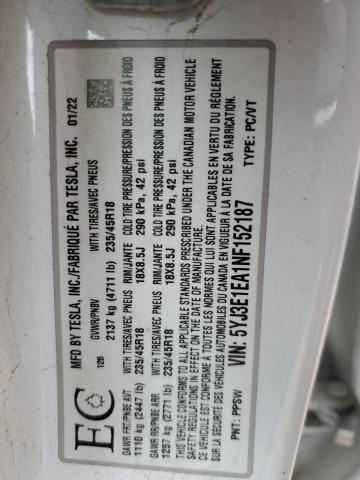 MFD BY TESLA, INC./FABRIQUÉ PAR TESLA, INC. 01/22
EC
126
GVWR/PNBV WITH TIRES/AVEC PNEUS
2137 kg (4711 lb) 235/45R18
GAWR FRT/PNBE AVT WITH TIRES/AVEC PNEUS RIM/JANTE COLD TIRE PRESSURE/PRESSION DES PNEUS À FROID
1110 kg (2447 lb) 235/45R18 18X8.5J 290 kPa, 42 psi
GAWR RR/PNBE ARR WITH TIRES/AVEC PNEUS RIM/JANTE COLD TIRE PRESSURE/PRESSION DES PNEUS À FROID
1257 kg (2771 lb) 235/45R18 18X8.5J 290 kPa, 42 psi
THIS VEHICLE CONFORMS TO ALL APPLICABLE STANDARDS PRESCRIBED UNDER THE CANADIAN MOTOR VEHICLE
SAFETY REGULATIONS IN EFFECT ON THE DATE OF MANUFACTURE.
CE VÉHICULE EST CONFORME À TOUTES LES NORMES QUI LUI SONT APPLICABLES EN VERTU DU RÈGLEMENT
SUR LA SÉCURITÉ DES VÉHICULES AUTOMOBILES DU CANADA EN VIGUEUR À LA DATE DE SA FABRICATION.
VIN: 5YJ3E1EA1NF152187
PNT: PPSW TYPE: PC/VT